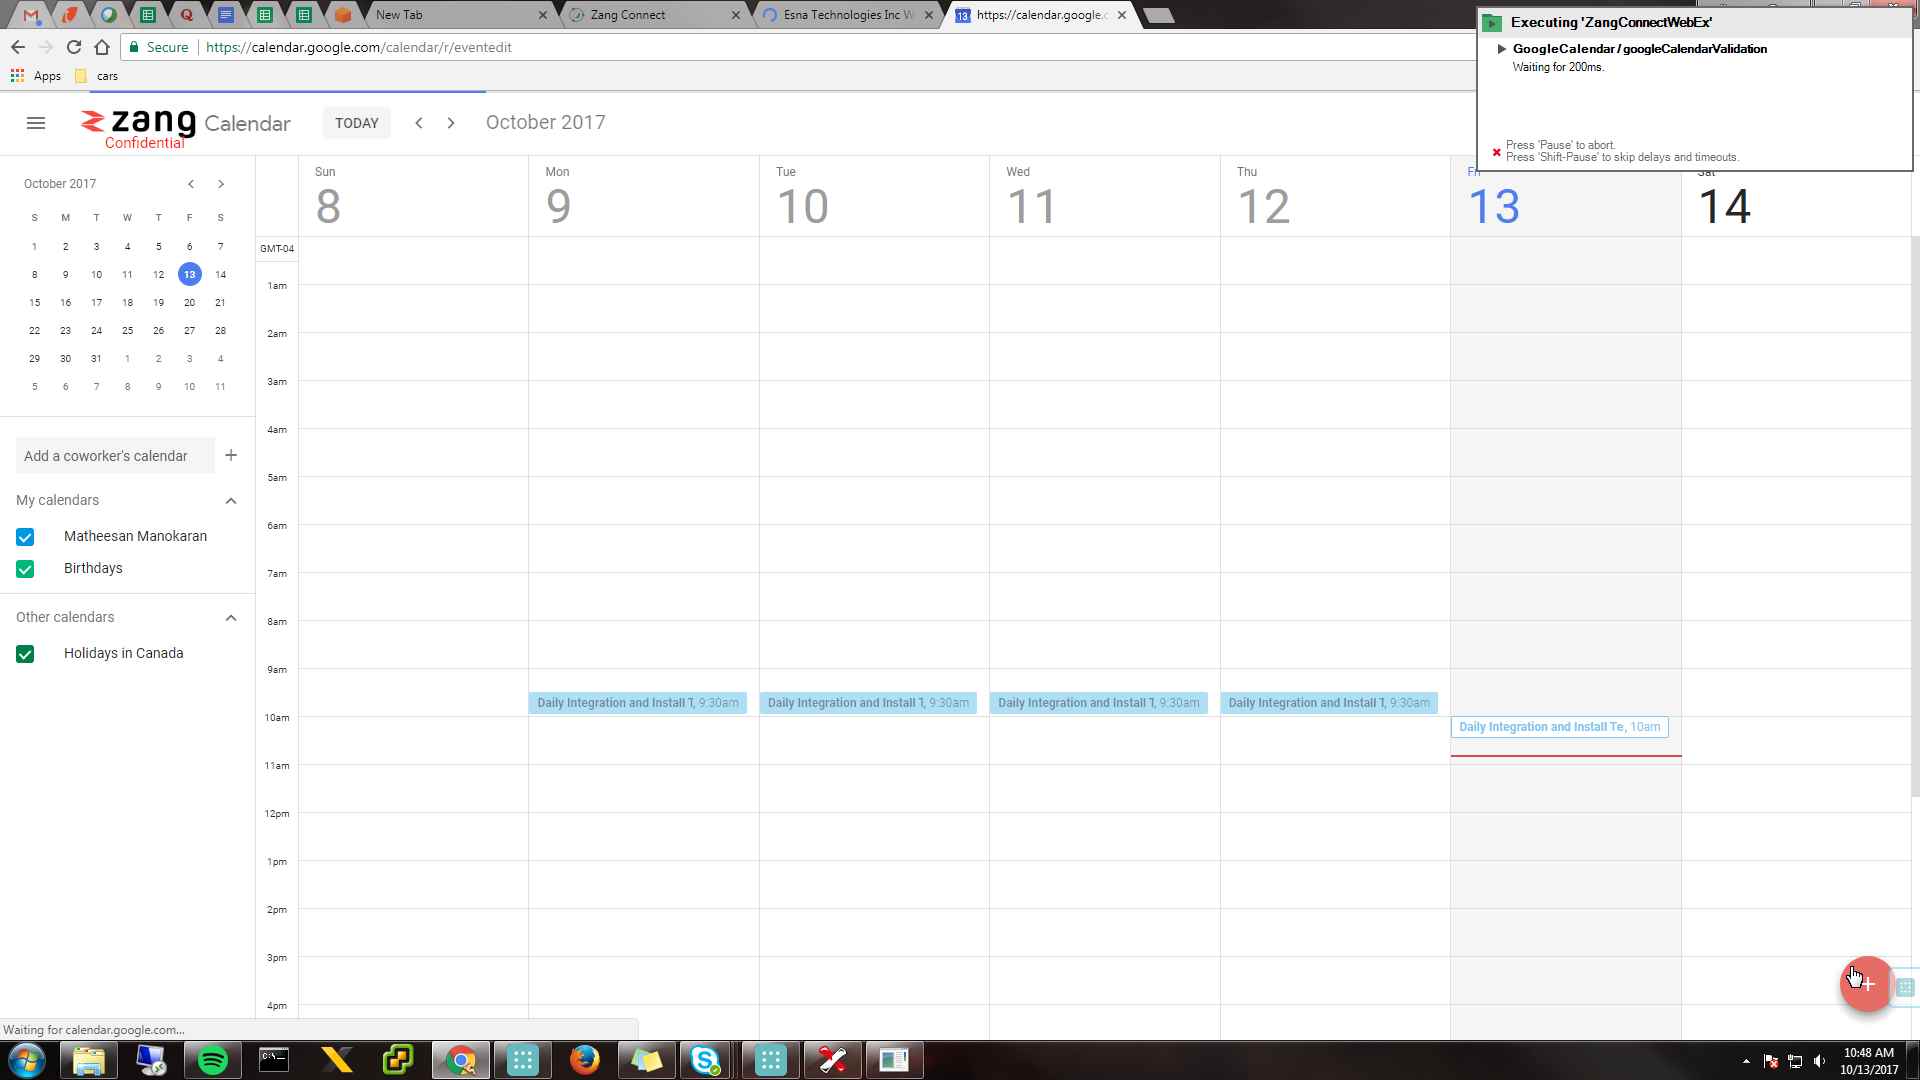 New Tab
Zang Connect
Esna Technologies Inc W
13
https://calendar.google.c
Secure
https://calendar.google.com/calendar/r/eventedit
Apps
cars
Executing 'ZangConnectWebEx'
GoogleCalendar / googleCalendarValidation
Waiting for 200ms.
Press 'Pause' to abort.
Press 'Shift-Pause' to skip delays and timeouts.
zang Calendar
Confidential
TODAY
October 2017
October 2017
S M T W T F S
1 2 3 4 5 6 7
8 9 10 11 12 13 14
15 16 17 18 19 20 21
22 23 24 25 26 27 28
29 30 31 1 2 3 4
5 6 7 8 9 10 11
Add a coworker's calendar
My calendars
Matheesan Manokaran
Birthdays
Other calendars
Holidays in Canada
Sun Mon Tue Wed Thu Fri Sat
8 9 10 11 12 13 14
GMT-04
1am
2am
3am
4am
5am
6am
7am
8am
9am
Daily Integration and Install T, 9:30am
Daily Integration and Install T, 9:30am
Daily Integration and Install T, 9:30am
Daily Integration and Install T, 9:30am
10am
Daily Integration and Install Te, 10am
11am
12pm
1pm
2pm
3pm
4pm
Waiting for calendar.google.com...
10:48 AM
10/13/2017